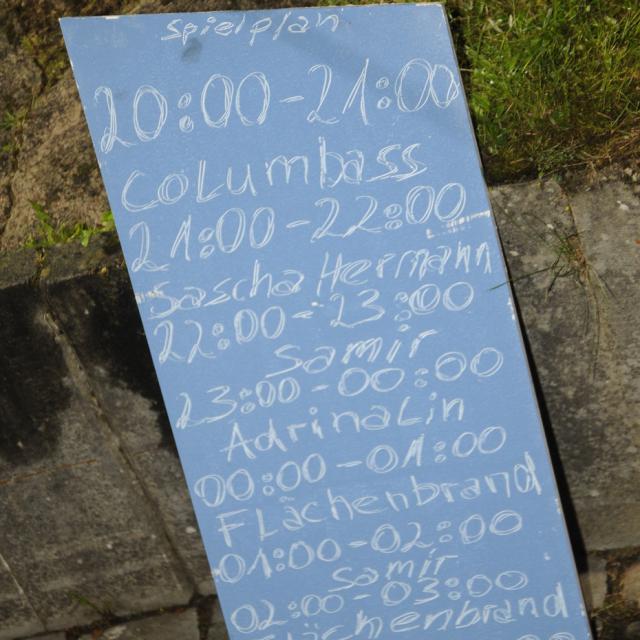 spielplan
20:00-21:00
Columbass
21:00-22:00
Sascha Hermann
22:00-23:00
samir
23:00-00:00
AdrinaLin
00:00-01:00
Flächenbrand
01:00-02:00
samir
02:00-03:00
Flächenbrand